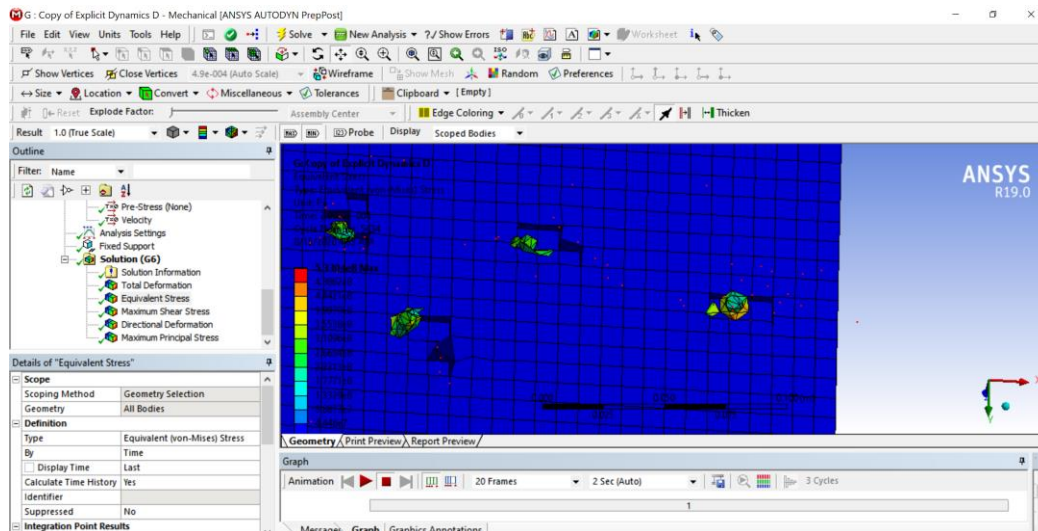 G : Copy of Explicit Dynamics D - Mechanical [ANSYS AUTODYN PrepPost]
File Edit View Units Tools Help Solve New Analysis ?/ Show Errors Worksheet
Show Vertices Close Vertices 4.9e-004 (Auto Scale) Wireframe Show Mesh Random Preferences
Size Location Convert Miscellaneous Tolerances Clipboard [Empty]
Reset Explode Factor: Assembly Center Edge Coloring Thicken
Result 1.0 (True Scale) Probe Display Scoped Bodies
Outline
Filter: Name
Pre-Stress (None)
Velocity
Analysis Settings
Fixed Support
Solution (G6)
Solution Information
Total Deformation
Equivalent Stress
Maximum Shear Stress
Directional Deformation
Maximum Principal Stress
G: Copy of Explicit Dynamics D
ANSYS
R19.0
Details of "Equivalent Stress"
Scope
Scoping Method Geometry Selection
Geometry All Bodies
Definition
Type Equivalent (von-Mises) Stress
By Time
Display Time Last
Calculate Time History Yes
Identifier
Suppressed No
Integration Point Results
Geometry Print Preview Report Preview
Graph
Animation 20 Frames 2 Sec (Auto) 3 Cycles
1
Messages Graph Graphics Annotations